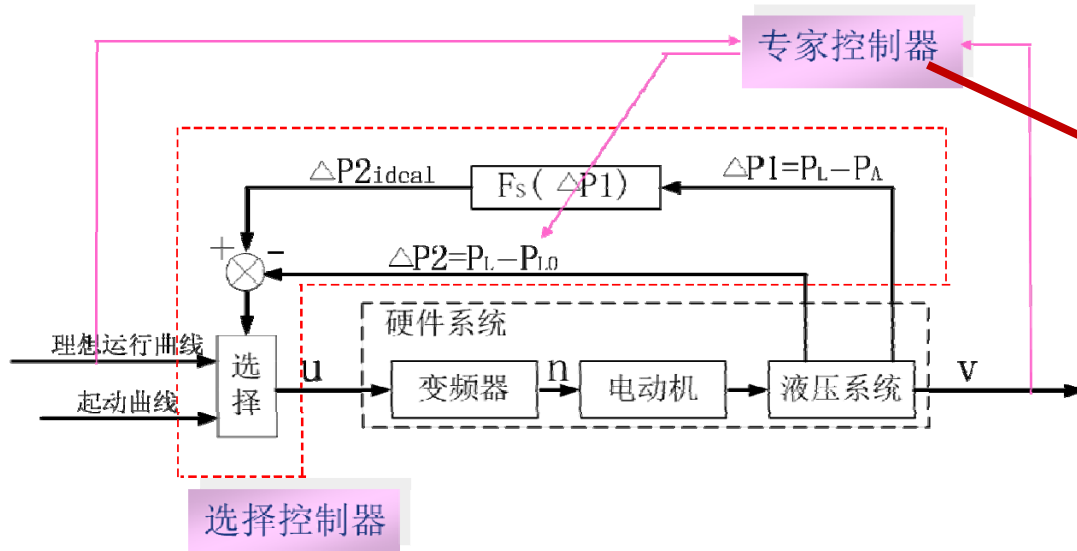 专家控制器
△P2idcal
Fs( △P1)
△P1=PL-PA
+
-
△P2=PL-PL0
硬件系统
理想运行曲线
选择
u
变频器
n
电动机
液压系统
v
起动曲线
选择控制器